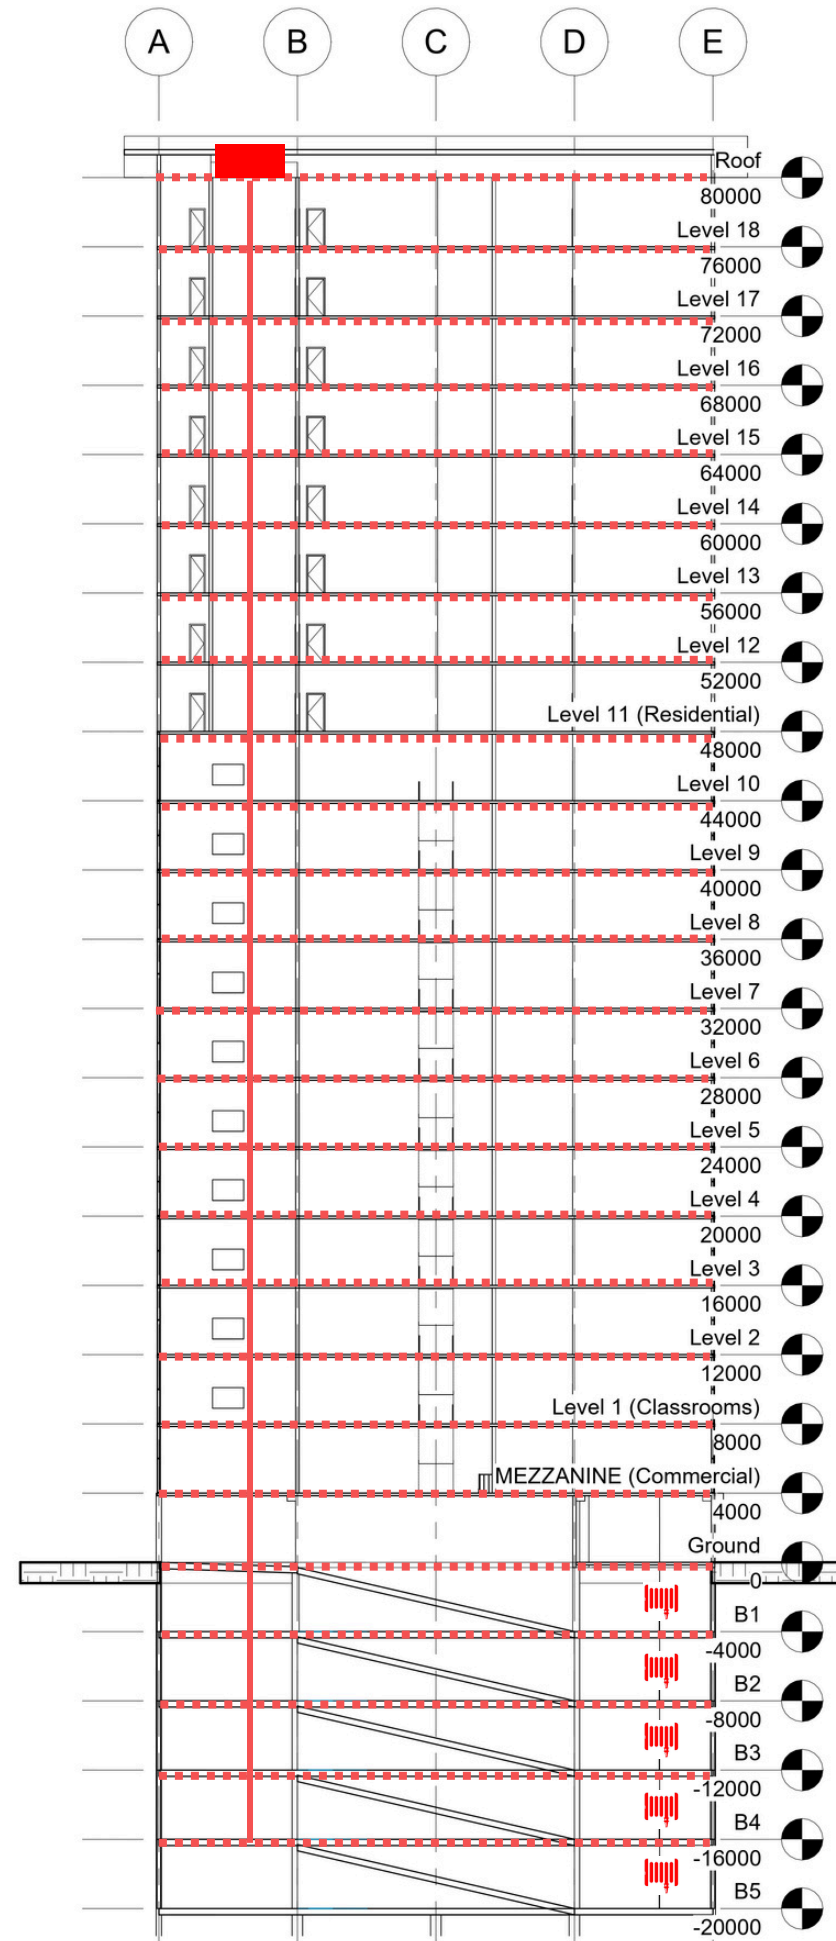 A B C D E
Roof
80000
Level 18
76000
Level 17
72000
Level 16
68000
Level 15
64000
Level 14
60000
Level 13
56000
Level 12
52000
Level 11 (Residential)
48000
Level 10
44000
Level 9
40000
Level 8
36000
Level 7
32000
Level 6
28000
Level 5
24000
Level 4
20000
Level 3
16000
Level 2
12000
Level 1 (Classrooms)
8000
MEZZANINE (Commercial)
4000
Ground
0
B1
-4000
B2
-8000
B3
-12000
B4
-16000
B5
-20000